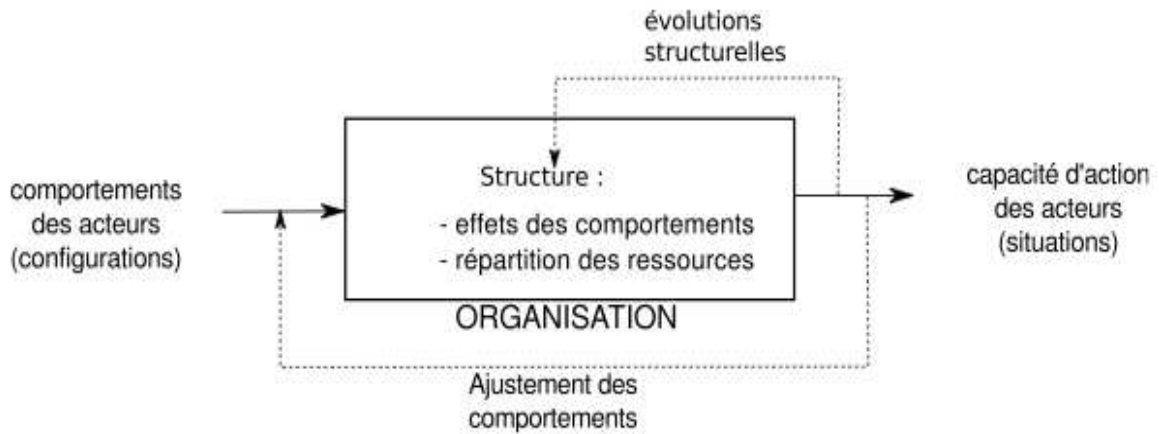 évolutions
structurelles
comportements
des acteurs
(configurations)
Structure :
- effets des comportements
- répartition des ressources
ORGANISATION
capacité d'action
des acteurs
(situations)
Ajustement des
comportements